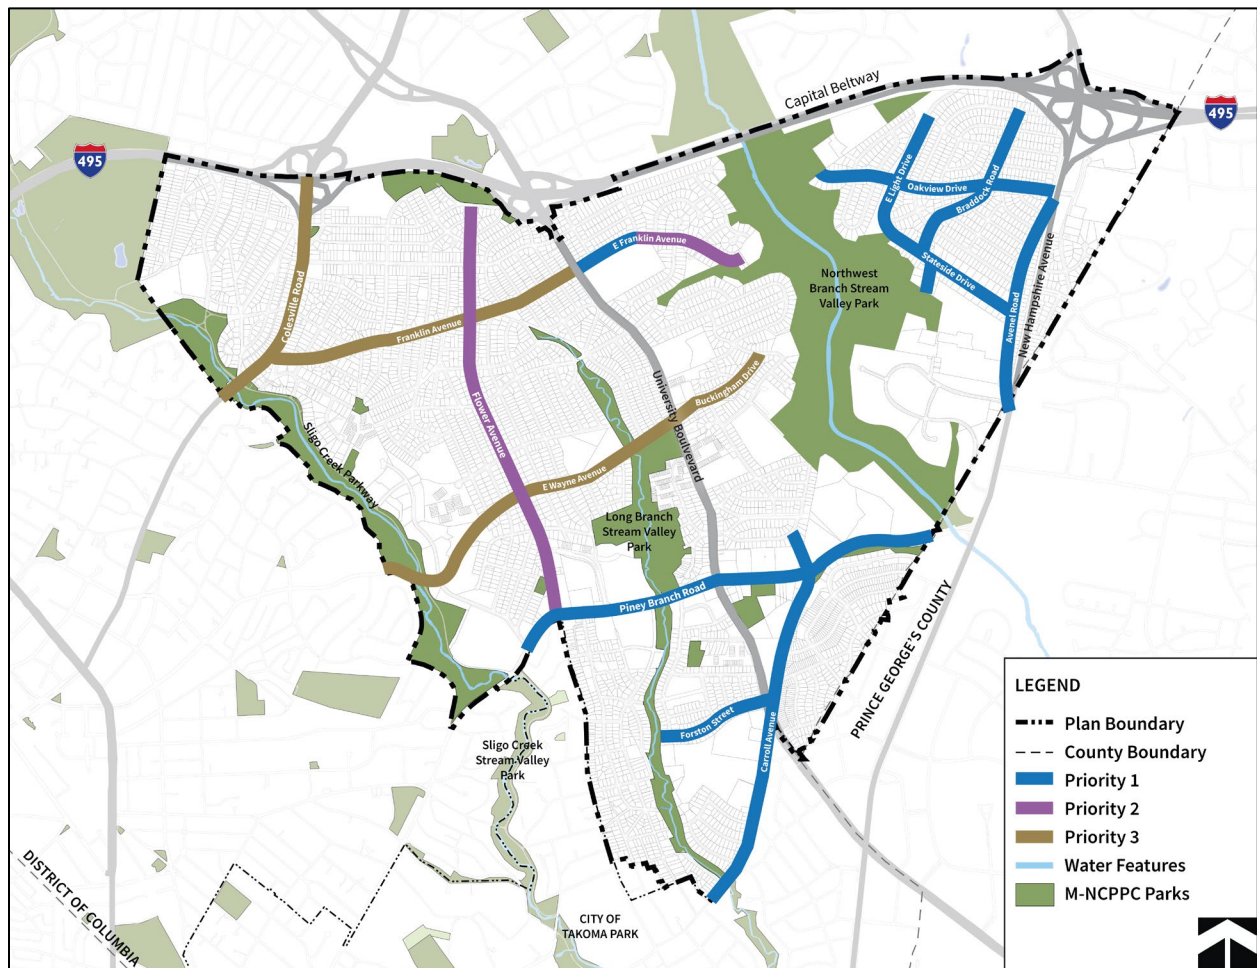 Capital Beltway
495
495
E Light Drive
Oakview Drive
Braddock Road
Stateside Drive
Avenel Road
New Hampshire Avenue
E Franklin Avenue
Northwest
Branch Stream
Valley Park
Colesville Road
Franklin Avenue
Flower Avenue
University Boulvevard
Buckingham Drive
Sligo Creek Parkway
E Wayne Avenue
Long Branch
Stream Valley
Park
Piney Branch Road
PRINCE GEORGE'S COUNTY
Forston Street
Carroll Avenue
Sligo Creek
Stream Valley
Park
DISTRICT OF COLUMBIA
CITY OF
TAKOMA PARK
LEGEND
Plan Boundary
County Boundary
Priority 1
Priority 2
Priority 3
Water Features
M-NCPPC Parks